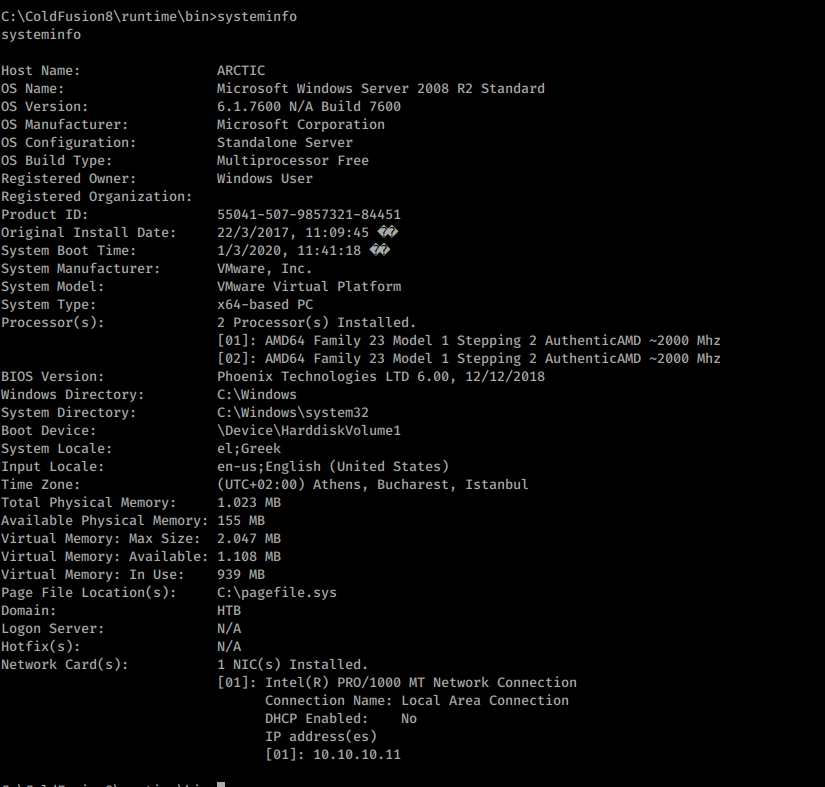 C:\ColdFusion8\runtime\bin>systeminfo
systeminfo
Host Name: ARCTIC
OS Name: Microsoft Windows Server 2008 R2 Standard
OS Version: 6.1.7600 N/A Build 7600
OS Manufacturer: Microsoft Corporation
OS Configuration: Standalone Server
OS Build Type: Multiprocessor Free
Registered Owner: Windows User
Registered Organization:
Product ID: 55041-507-9857321-84451
Original Install Date: 22/3/2017, 11:09:45 ��
System Boot Time: 1/3/2020, 11:41:18 ��
System Manufacturer: VMware, Inc.
System Model: VMware Virtual Platform
System Type: x64-based PC
Processor(s): 2 Processor(s) Installed.
[01]: AMD64 Family 23 Model 1 Stepping 2 AuthenticAMD ~2000 Mhz
[02]: AMD64 Family 23 Model 1 Stepping 2 AuthenticAMD ~2000 Mhz
BIOS Version: Phoenix Technologies LTD 6.00, 12/12/2018
Windows Directory: C:\Windows
System Directory: C:\Windows\system32
Boot Device: \Device\HarddiskVolume1
System Locale: el;Greek
Input Locale: en-us;English (United States)
Time Zone: (UTC+02:00) Athens, Bucharest, Istanbul
Total Physical Memory: 1.023 MB
Available Physical Memory: 155 MB
Virtual Memory: Max Size: 2.047 MB
Virtual Memory: Available: 1.108 MB
Virtual Memory: In Use: 939 MB
Page File Location(s): C:\pagefile.sys
Domain: HTB
Logon Server: N/A
Hotfix(s): N/A
Network Card(s): 1 NIC(s) Installed.
[01]: Intel(R) PRO/1000 MT Network Connection
Connection Name: Local Area Connection
DHCP Enabled: No
IP address(es)
[01]: 10.10.10.11